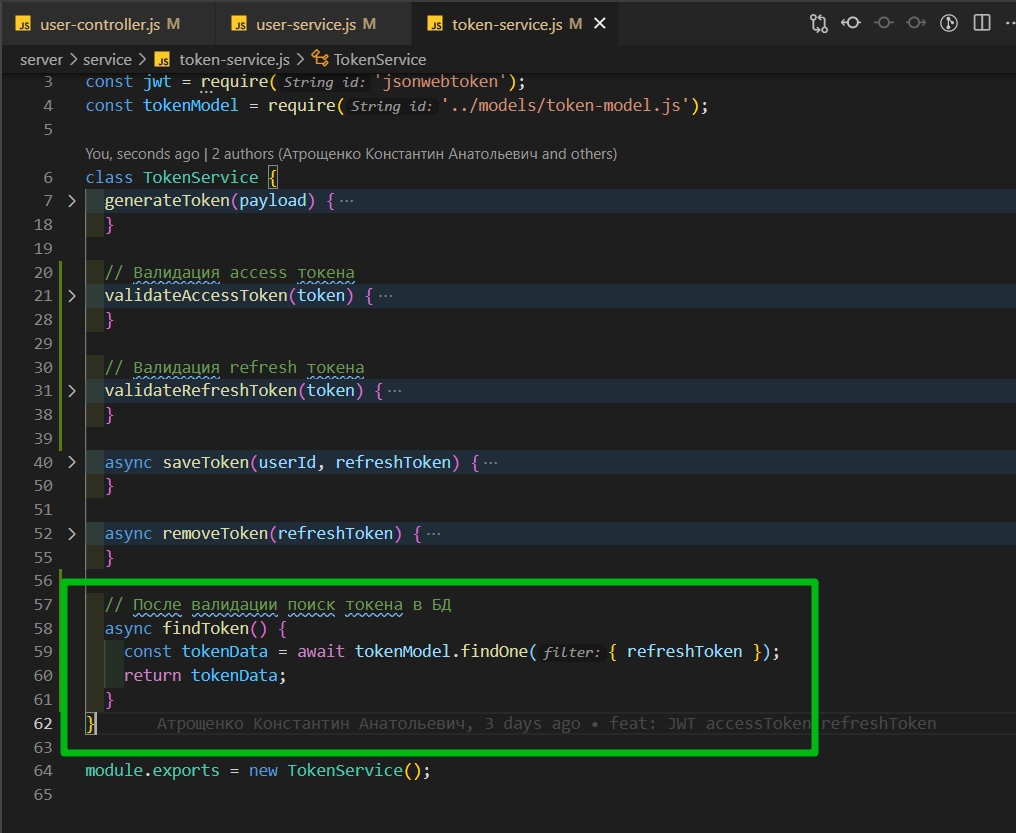 user-controller.js M
user-service.js M
token-service.js M
server > service > JS token-service.js > TokenService
3 const jwt = require( String id: 'jsonwebtoken');
4 const tokenModel = require( String id: '../models/token-model.js');
5
You, seconds ago | 2 authors (Атрощенко Константин Анатольевич and others)
6 class TokenService {
7 generateToken(payload) { ···
18 }
19
20 // Валидация access токена
21 validateAccessToken(token) { ···
28 }
29
30 // Валидация refresh токена
31 validateRefreshToken(token) { ···
38 }
39
40 async saveToken(userId, refreshToken) { ···
50 }
51
52 async removeToken(refreshToken) { ···
55 }
56
57 // После валидации поиск токена в БД
58 async findToken() {
59 const tokenData = await tokenModel.findOne( filter: { refreshToken });
60 return tokenData;
61 }
62 } Атрощенко Константин Анатольевич, 3 days ago • feat: JWT accessToken refreshToken
63
64 module.exports = new TokenService();
65